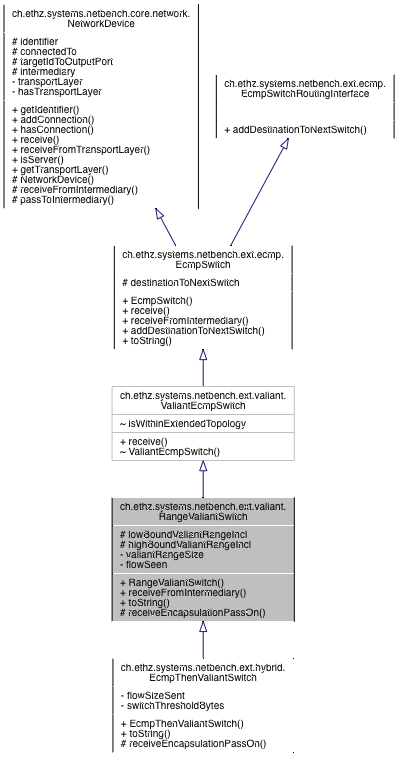 ch.ethz.systems.netbench.core.network.
NetworkDevice
# identifier
# connectedTo
# targetIdToOutputPort
# intermediary
- transportLayer
- hasTransportLayer
+ getIdentifier()
+ addConnection()
+ hasConnection()
+ receive()
+ receiveFromTransportLayer()
+ isServer()
+ getTransportLayer()
# NetworkDevice()
# receiveFromIntermediary()
# passToIntermediary()
ch.ethz.systems.netbench.ext.ecmp.
EcmpSwitchRoutingInterface
+ addDestinationToNextSwitch()
ch.ethz.systems.netbench.ext.ecmp.
EcmpSwitch
# destinationToNextSwitch
+ EcmpSwitch()
+ receive()
+ receiveFromIntermediary()
+ addDestinationToNextSwitch()
+ toString()
ch.ethz.systems.netbench.ext.valiant.
ValiantEcmpSwitch
~ isWithinExtendedTopology
+ receive()
~ ValiantEcmpSwitch()
ch.ethz.systems.netbench.ext.valiant.
RangeValiantSwitch
# lowBoundValiantRangeIncl
# highBoundValiantRangeIncl
- valiantRangeSize
- flowSeen
+ RangeValiantSwitch()
+ receiveFromIntermediary()
+ toString()
# receiveEncapsulationPassOn()
ch.ethz.systems.netbench.ext.hybrid.
EcmpThenValiantSwitch
- flowSizeSent
- switchThresholdBytes
+ EcmpThenValiantSwitch()
+ toString()
# receiveEncapsulationPassOn()